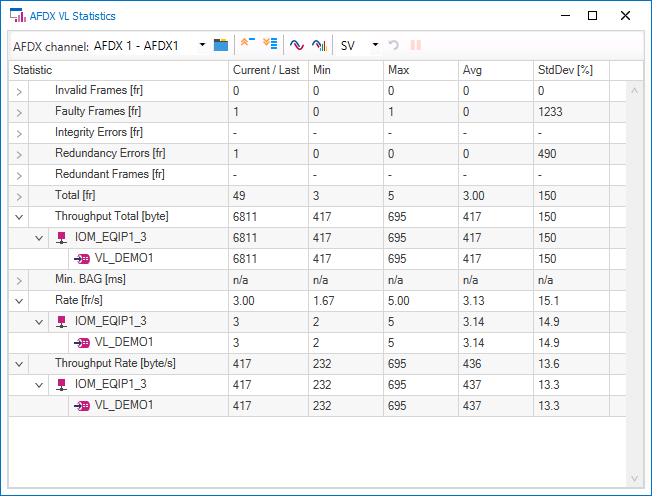 AFDX VL Statistics
AFDX channel: AFDX 1 - AFDX1 SV
Statistic Current / Last Min Max Avg StdDev [%]
Invalid Frames [fr] 0 0 0 0 0
Faulty Frames [fr] 1 0 1 0 1233
Integrity Errors [fr] - - - - -
Redundancy Errors [fr] 1 0 0 0 490
Redundant Frames [fr] - - - - -
Total [fr] 49 3 5 3.00 150
Throughput Total [byte] 6811 417 695 417 150
IOM_EQIP1_3 6811 417 695 417 150
VL_DEMO1 6811 417 695 417 150
Min. BAG [ms] n/a n/a n/a n/a n/a
Rate [fr/s] 3.00 1.67 5.00 3.13 15.1
IOM_EQIP1_3 3 2 5 3.14 14.9
VL_DEMO1 3 2 5 3.14 14.9
Throughput Rate [byte/s] 417 232 695 436 13.6
IOM_EQIP1_3 417 232 695 437 13.3
VL_DEMO1 417 232 695 437 13.3